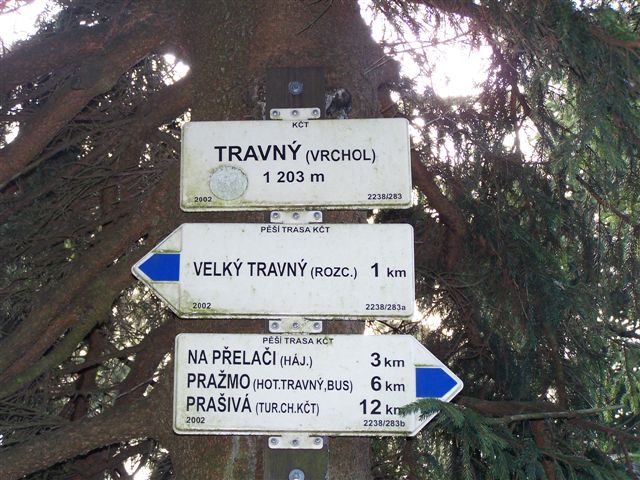 KČT
TRAVNÝ (VRCHOL)
1 203 m
2002 2238/283
PĚŠÍ TRASA KČT
VELKÝ TRAVNÝ (ROZC.) 1 km
2002 2238/283a
PĚŠÍ TRASA KČT
NA PŘELAČI (HÁJ.) 3 km
PRAŽMO (HOT.TRAVNÝ,BUS) 6 km
PRAŠIVÁ (TUR.CH.KČT) 12 km
2002 2238/283b